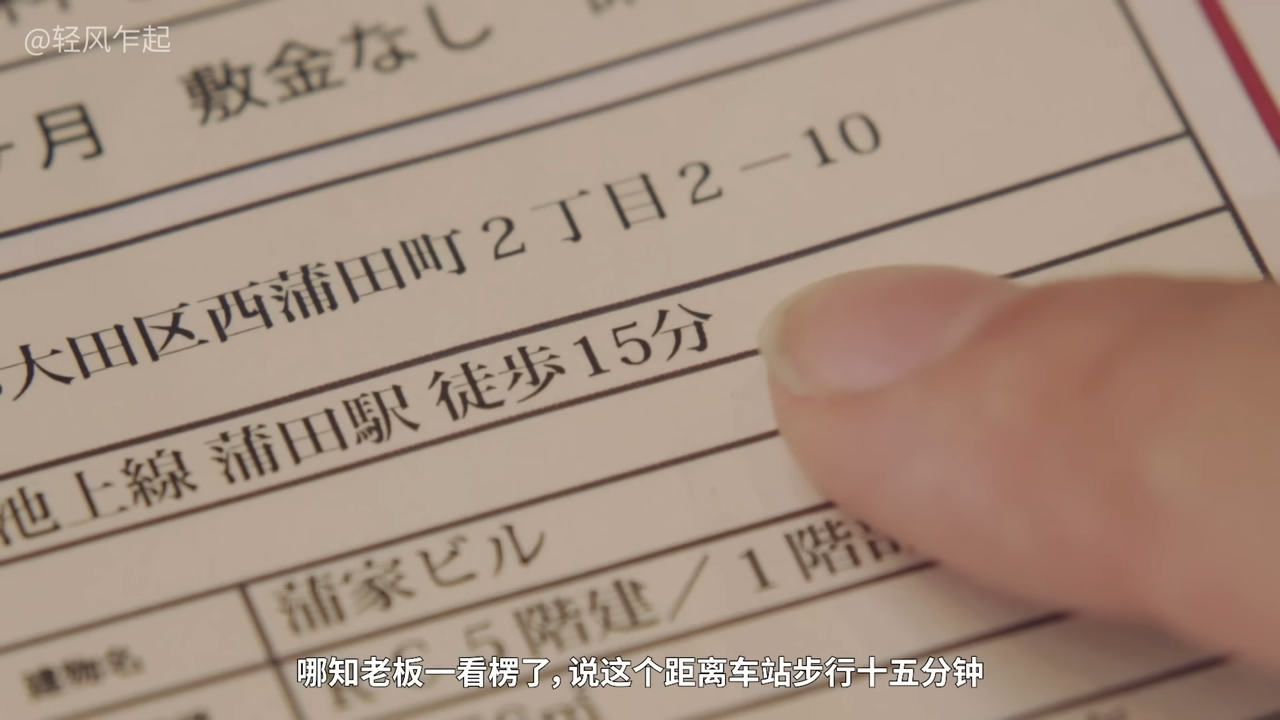 @轻风乍起
ヶ月 敷金なし
大田区西蒲田町2丁目2－10
池上線 蒲田駅 徒歩15分
蒲家ビル
建物名
RC 5階建／1階部
哪知老板一看楞了,说这个距离车站步行十五分钟